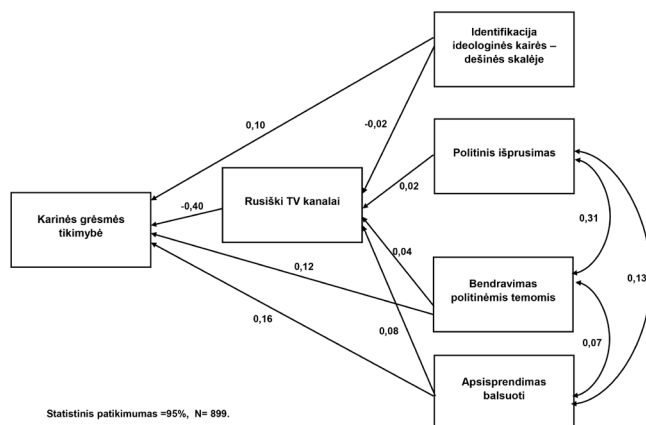 Identifikacija
ideologinės kairės –
dešinės skalėje
0,10
-0,02
Politinis išprusimas
0,02
Rusiški TV kanalai
-0,40
Karinės grėsmės
tikimybė
0,31
0,04
0,12
Bendravimas
politinėmis temomis
0,13
0,16
0,08
0,07
Apsisprendimas
balsuoti
Statistinis patikimumas =95%, N= 899.